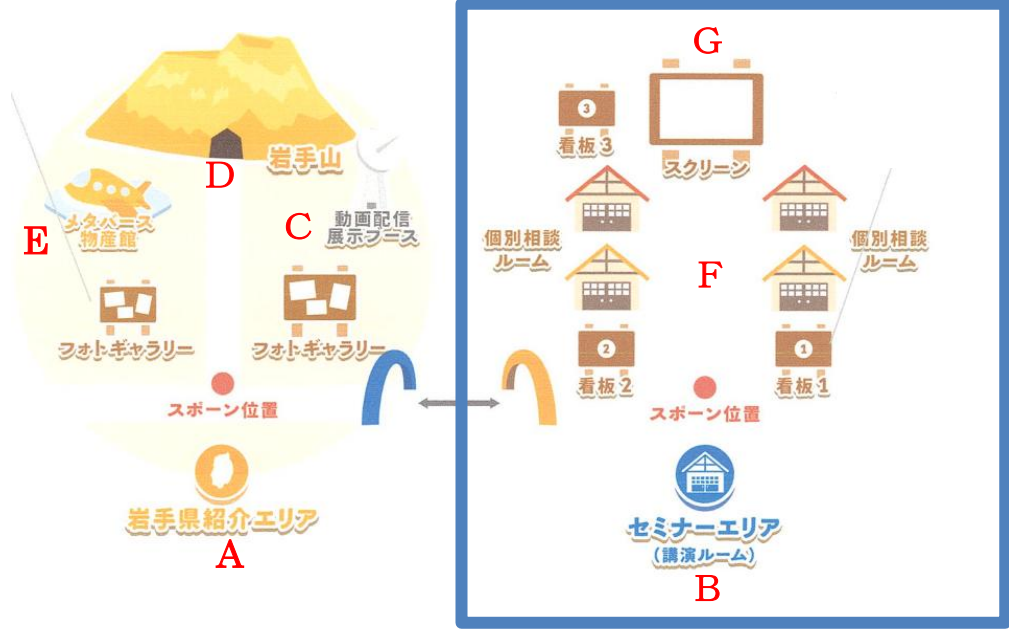 岩手山
D
メタバース
物産館
E
C
動画配信
展示ブース
フォトギャラリー
フォトギャラリー
スポーン位置
岩手県紹介エリア
A
G
3
看板3
スクリーン
個別相談
ルーム
F
個別相談
ルーム
2
看板2
1
看板1
スポーン位置
セミナーエリア
(講演ルーム)
B